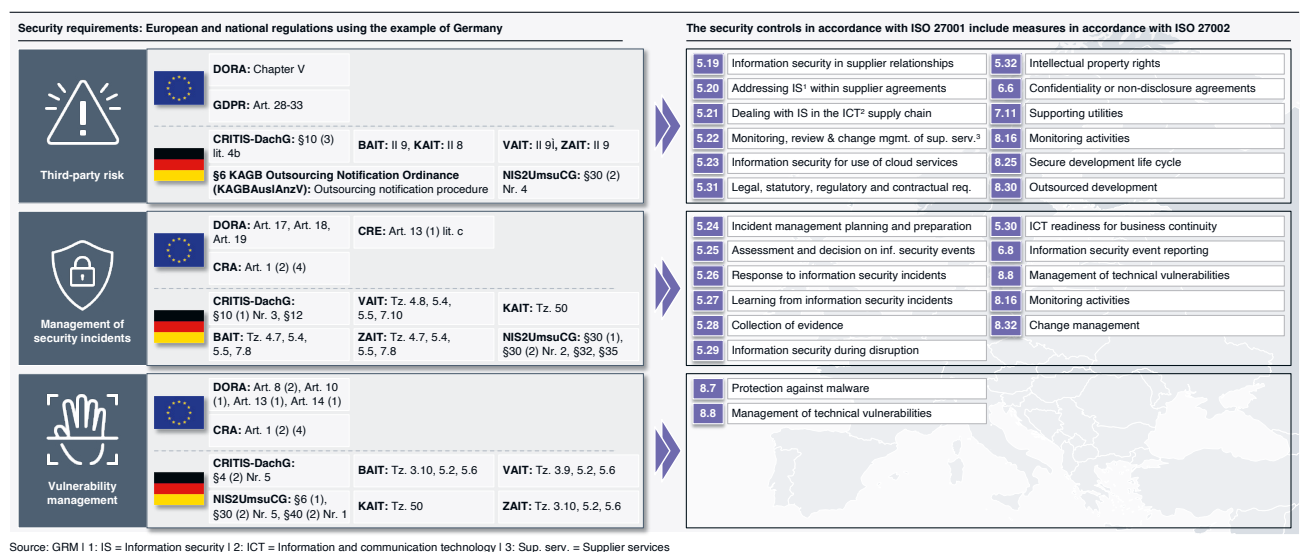 Security requirements: European and national regulations using the example of Germany
The security controls in accordance with ISO 27001 include measures in accordance with ISO 27002
Third-party risk
DORA: Chapter V
GDPR: Art. 28-33
CRITIS-DachG: §10 (3)
lit. 4b
BAIT: II 9, KAIT: II 8
VAIT: II 9Ì, ZAIT: II 9
§6 KAGB Outsourcing Notification Ordinance
(KAGBAuslAnzV): Outsourcing notification procedure
NIS2UmsuCG: §30 (2)
Nr. 4
5.19 Information security in supplier relationships
5.20 Addressing IS¹ within supplier agreements
5.21 Dealing with IS in the ICT² supply chain
5.22 Monitoring, review & change mgmt. of sup. serv.³
5.23 Information security for use of cloud services
5.31 Legal, statutory, regulatory and contractual req.
5.32 Intellectual property rights
6.6 Confidentiality or non-disclosure agreements
7.11 Supporting utilities
8.16 Monitoring activities
8.25 Secure development life cycle
8.30 Outsourced development
Management of
security incidents
DORA: Art. 17, Art. 18,
Art. 19
CRE: Art. 13 (1) lit. c
CRA: Art. 1 (2) (4)
CRITIS-DachG:
§10 (1) Nr. 3, §12
VAIT: Tz. 4.8, 5.4,
5.5, 7.10
KAIT: Tz. 50
BAIT: Tz. 4.7, 5.4,
5.5, 7.8
ZAIT: Tz. 4.7, 5.4,
5.5, 7.8
NIS2UmsuCG: §30 (1),
§30 (2) Nr. 2, §32, §35
5.24 Incident management planning and preparation
5.25 Assessment and decision on inf. security events
5.26 Response to information security incidents
5.27 Learning from information security incidents
5.28 Collection of evidence
5.29 Information security during disruption
5.30 ICT readiness for business continuity
6.8 Information security event reporting
8.8 Management of technical vulnerabilities
8.16 Monitoring activities
8.32 Change management
Vulnerability
management
DORA: Art. 8 (2), Art. 10
(1), Art. 13 (1), Art. 14 (1)
CRA: Art. 1 (2) (4)
CRITIS-DachG:
§4 (2) Nr. 5
BAIT: Tz. 3.10, 5.2, 5.6
VAIT: Tz. 3.9, 5.2, 5.6
NIS2UmsuCG: §6 (1),
§30 (2) Nr. 5, §40 (2) Nr. 1
KAIT: Tz. 50
ZAIT: Tz. 3.10, 5.2, 5.6
8.7 Protection against malware
8.8 Management of technical vulnerabilities
Source: GRM | 1: IS = Information security | 2: ICT = Information and communication technology | 3: Sup. serv. = Supplier services